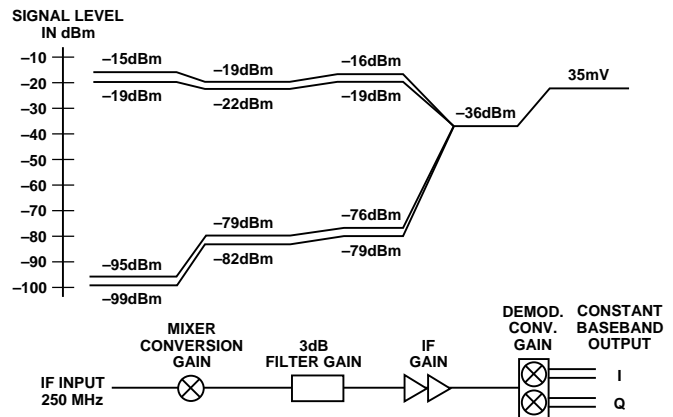 SIGNAL LEVEL
IN dBm
–10
–20
–30
–40
–50
–60
–70
–80
–90
–100
–15dBm
–19dBm
–19dBm
–22dBm
–16dBm
–19dBm
–36dBm
35mV
–79dBm
–82dBm
–76dBm
–79dBm
–95dBm
–99dBm
MIXER
CONVERSION
GAIN
3dB
FILTER GAIN
IF
GAIN
DEMOD.
CONV.
GAIN
CONSTANT
BASEBAND
OUTPUT
IF INPUT
250 MHz
I
Q